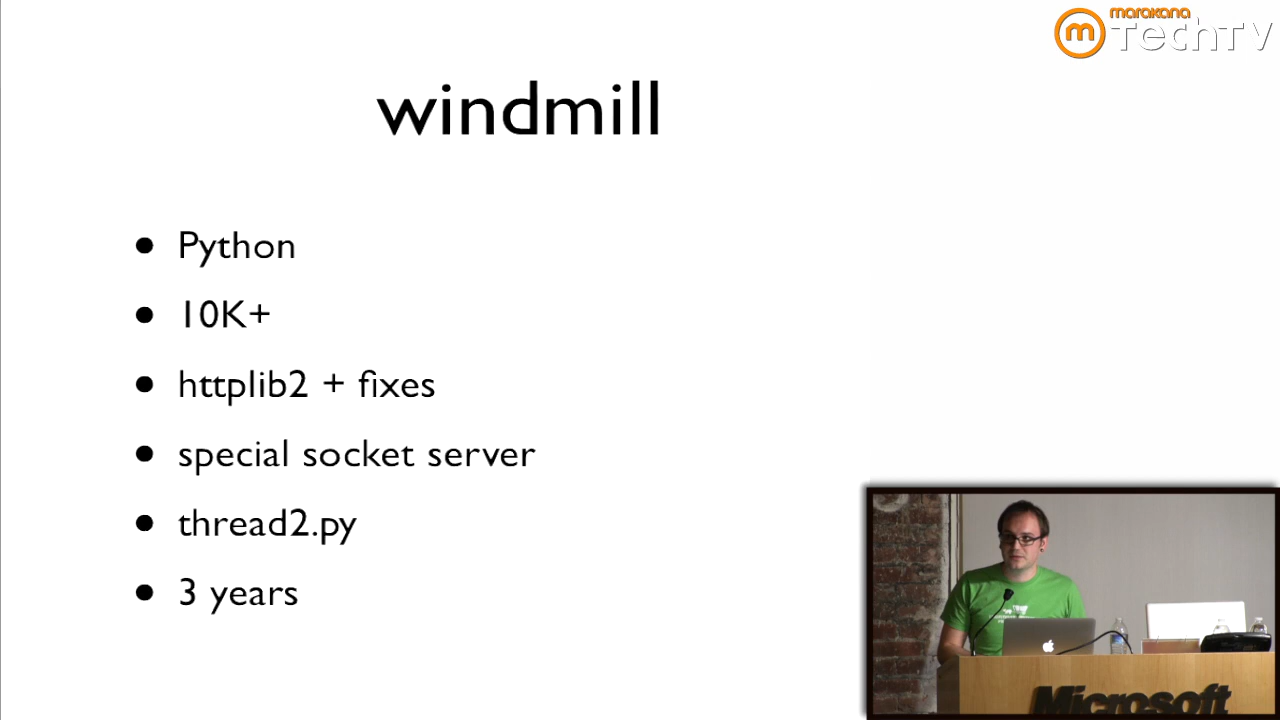 marakana
m TechTV
windmill
• Python
• 10K+
• httplib2 + fixes
• special socket server
• thread2.py
• 3 years
Microsoft